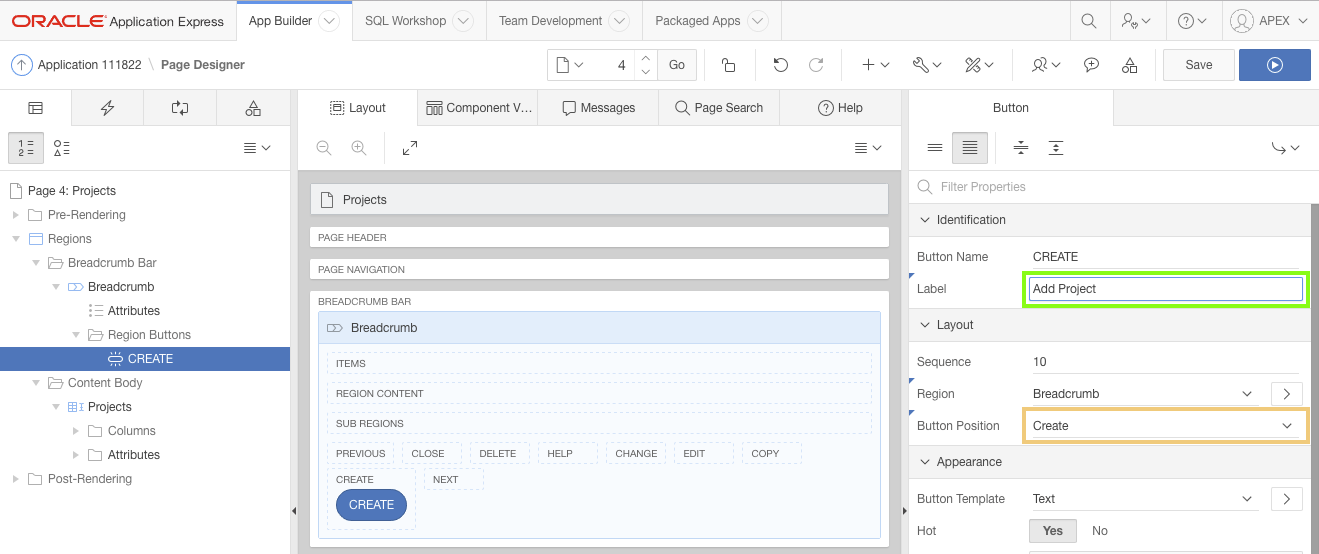 ORACLE Application Express App Builder SQL Workshop Team Development Packaged Apps APEX
Application 111822 \ Page Designer 4 Go Save
Layout Component V... Messages Page Search Help Button
1 =
2 =
Page 4: Projects
Pre-Rendering
Regions
Breadcrumb Bar
Breadcrumb
Attributes
Region Buttons
CREATE
Content Body
Projects
Columns
Attributes
Post-Rendering
Projects
PAGE HEADER
PAGE NAVIGATION
BREADCRUMB BAR
Breadcrumb
ITEMS
REGION CONTENT
SUB REGIONS
PREVIOUS CLOSE DELETE HELP CHANGE EDIT COPY
CREATE NEXT
CREATE
Filter Properties
Identification
Button Name CREATE
Label Add Project
Layout
Sequence 10
Region Breadcrumb
Button Position Create
Appearance
Button Template Text
Hot Yes No